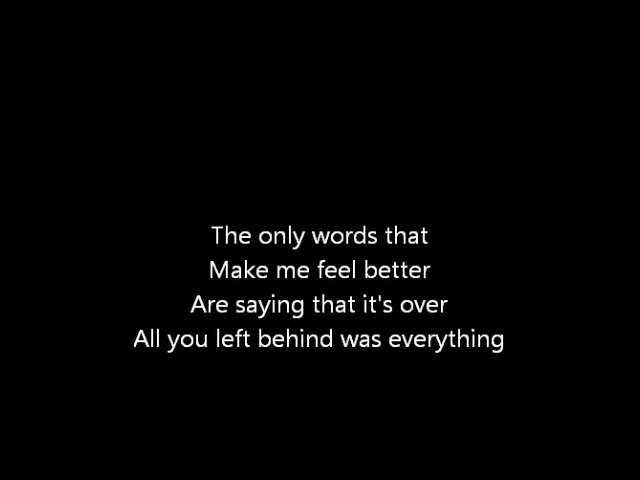 The only words that
Make me feel better
Are saying that it's over
All you left behind was everything